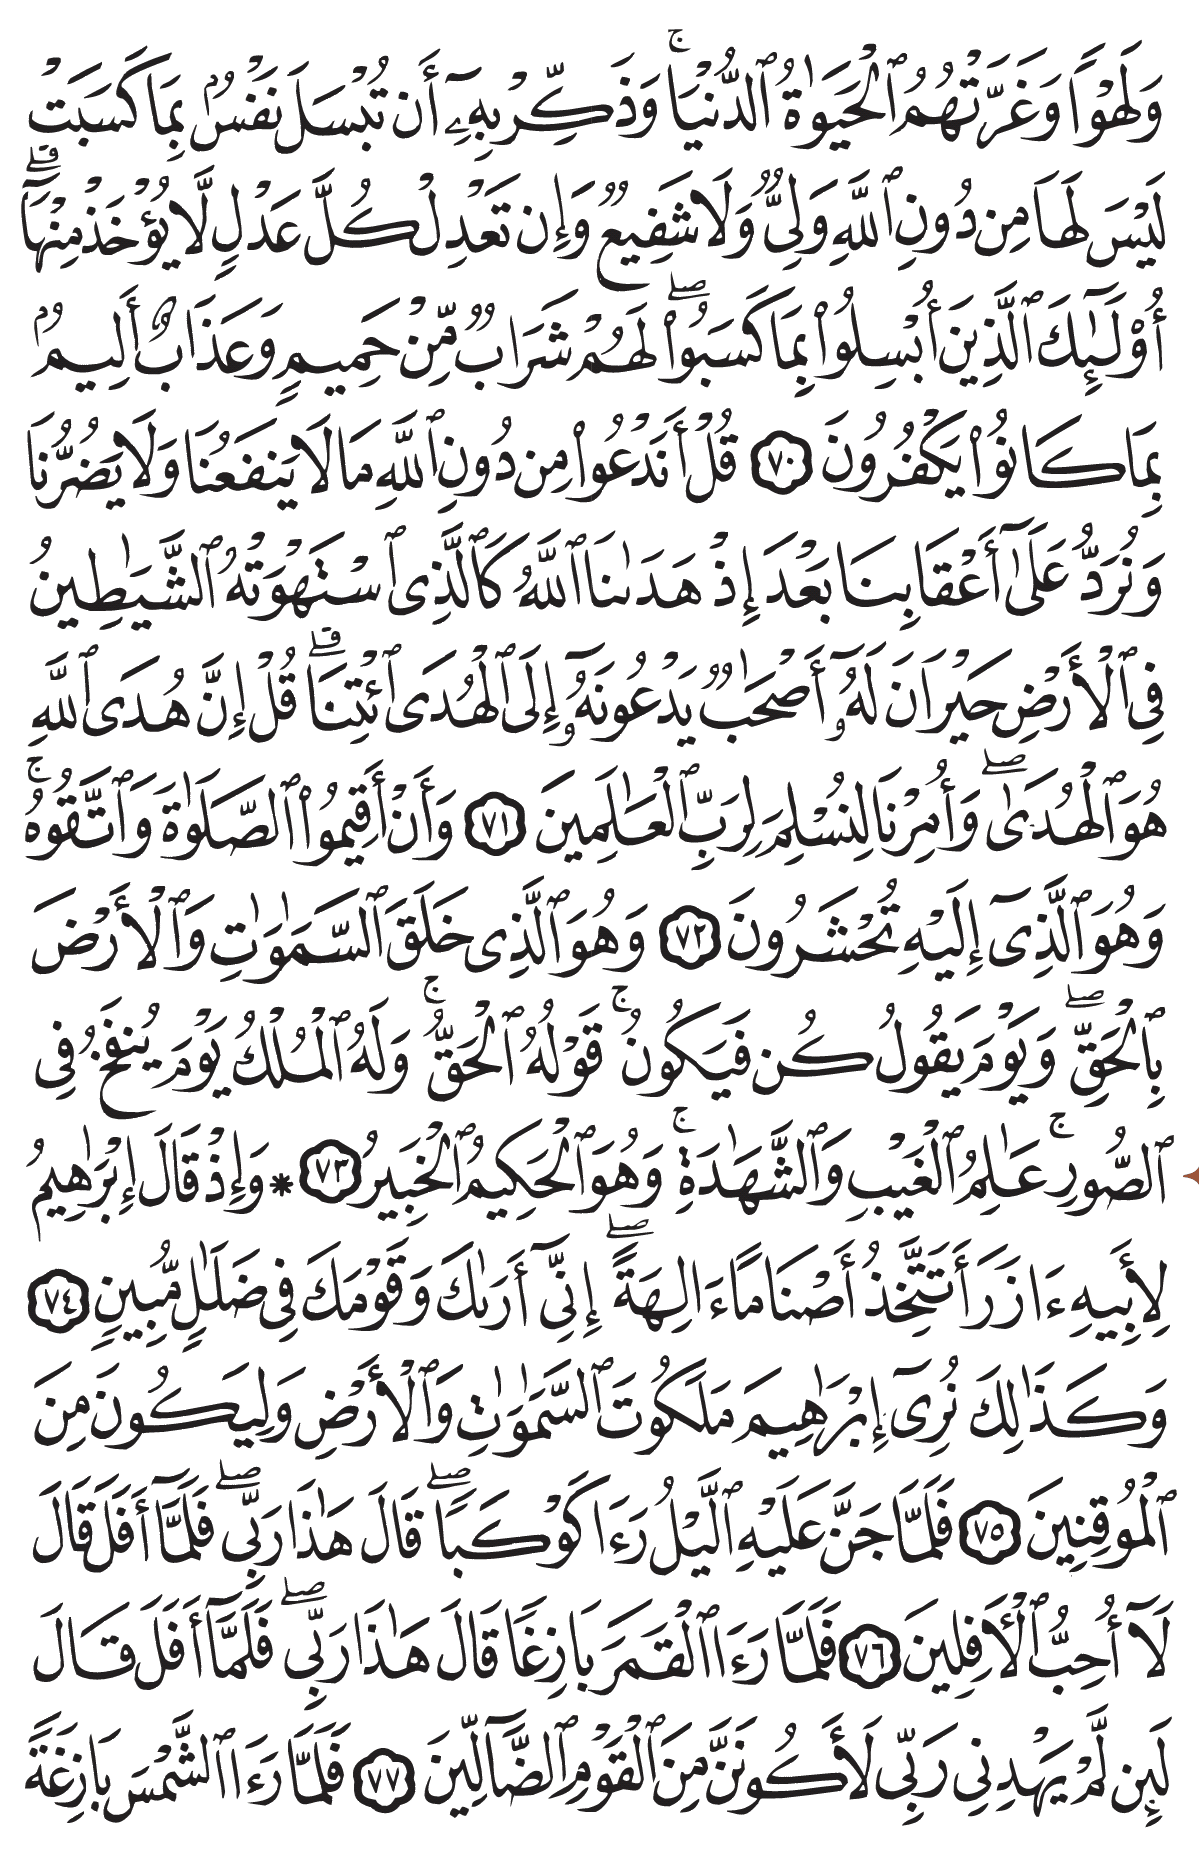 وَلَهْوًا وَغَرَّتْهُمُ ٱلْحَيَوٰةُ ٱلدُّنْيَاۚ وَذَكِّرْ بِهِۦٓ أَن تُبْسَلَ نَفْسٌۢ بِمَا كَسَبَتْ
لَيْسَ لَهَا مِن دُونِ ٱللَّهِ وَلِىٌّ وَلَا شَفِيعٌ وَإِن تَعْدِلْ كُلَّ عَدْلٍ لَّا يُؤْخَذْ مِنْهَآۗ
أُو۟لَـٰٓئِكَ ٱلَّذِينَ أُبْسِلُوا۟ بِمَا كَسَبُوا۟ۖ لَهُمْ شَرَابٌ مِّنْ حَمِيمٍ وَعَذَابٌ أَلِيمٌۢ
بِمَا كَانُوا۟ يَكْفُرُونَ ٧٠ قُلْ أَنَدْعُوا۟ مِن دُونِ ٱللَّهِ مَا لَا يَنفَعُنَا وَلَا يَضُرُّنَا
وَنُرَدُّ عَلَىٰٓ أَعْقَابِنَا بَعْدَ إِذْ هَدَىٰنَا ٱللَّهُ كَٱلَّذِى ٱسْتَهْوَتْهُ ٱلشَّيَـٰطِينُ
فِى ٱلْأَرْضِ حَيْرَانَ لَهُۥٓ أَصْحَـٰبٌ يَدْعُونَهُۥٓ إِلَى ٱلْهُدَى ٱئْتِنَاۗ قُلْ إِنَّ هُدَى ٱللَّهِ
هُوَ ٱلْهُدَىٰۖ وَأُمِرْنَا لِنُسْلِمَ لِرَبِّ ٱلْعَـٰلَمِينَ ٧١ وَأَنْ أَقِيمُوا۟ ٱلصَّلَوٰةَ وَٱتَّقُوهُۚ
وَهُوَ ٱلَّذِىٓ إِلَيْهِ تُحْشَرُونَ ٧٢ وَهُوَ ٱلَّذِى خَلَقَ ٱلسَّمَـٰوَٰتِ وَٱلْأَرْضَ
بِٱلْحَقِّۖ وَيَوْمَ يَقُولُ كُن فَيَكُونُۚ قَوْلُهُ ٱلْحَقُّۚ وَلَهُ ٱلْمُلْكُ يَوْمَ يُنفَخُ فِى
ٱلصُّورِۚ عَـٰلِمُ ٱلْغَيْبِ وَٱلشَّهَـٰدَةِۚ وَهُوَ ٱلْحَكِيمُ ٱلْخَبِيرُ ٧٣ * وَإِذْ قَالَ إِبْرَٰهِيمُ
لِأَبِيهِ ءَازَرَ أَتَتَّخِذُ أَصْنَامًا ءَالِهَةًۖ إِنِّىٓ أَرَىٰكَ وَقَوْمَكَ فِى ضَلَـٰلٍ مُّبِينٍ ٧٤
وَكَذَٰلِكَ نُرِىٓ إِبْرَٰهِيمَ مَلَكُوتَ ٱلسَّمَـٰوَٰتِ وَٱلْأَرْضِ وَلِيَكُونَ مِنَ
ٱلْمُوقِنِينَ ٧٥ فَلَمَّا جَنَّ عَلَيْهِ ٱلَّيْلُ رَءَا كَوْكَبًاۖ قَالَ هَـٰذَا رَبِّىۖ فَلَمَّآ أَفَلَ قَالَ
لَآ أُحِبُّ ٱلْـَٔافِلِينَ ٧٦ فَلَمَّا رَءَا ٱلْقَمَرَ بَازِغًا قَالَ هَـٰذَا رَبِّىۖ فَلَمَّآ أَفَلَ قَالَ
لَئِن لَّمْ يَهْدِنِى رَبِّى لَأَكُونَنَّ مِنَ ٱلْقَوْمِ ٱلضَّآلِّينَ ٧٧ فَلَمَّا رَءَا ٱلشَّمْسَ بَازِغَةً